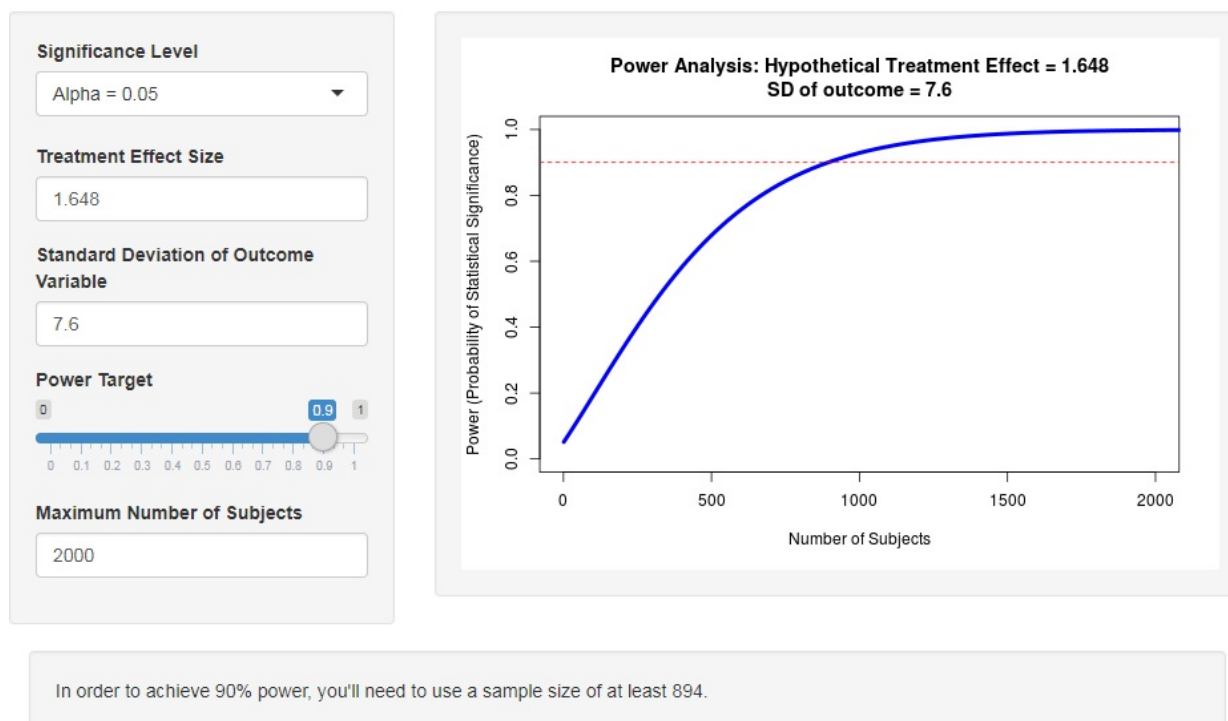 Significance Level
Alpha = 0.05
Treatment Effect Size
1.648
Standard Deviation of Outcome
Variable
7.6
Power Target
0 0.9 1
0 0.1 0.2 0.3 0.4 0.5 0.6 0.7 0.8 0.9 1
Maximum Number of Subjects
2000
Power Analysis: Hypothetical Treatment Effect = 1.648
SD of outcome = 7.6
Power (Probability of Statistical Significance)
1.0
0.8
0.6
0.4
0.2
0.0
0 500 1000 1500 2000
Number of Subjects
In order to achieve 90% power, you'll need to use a sample size of at least 894.